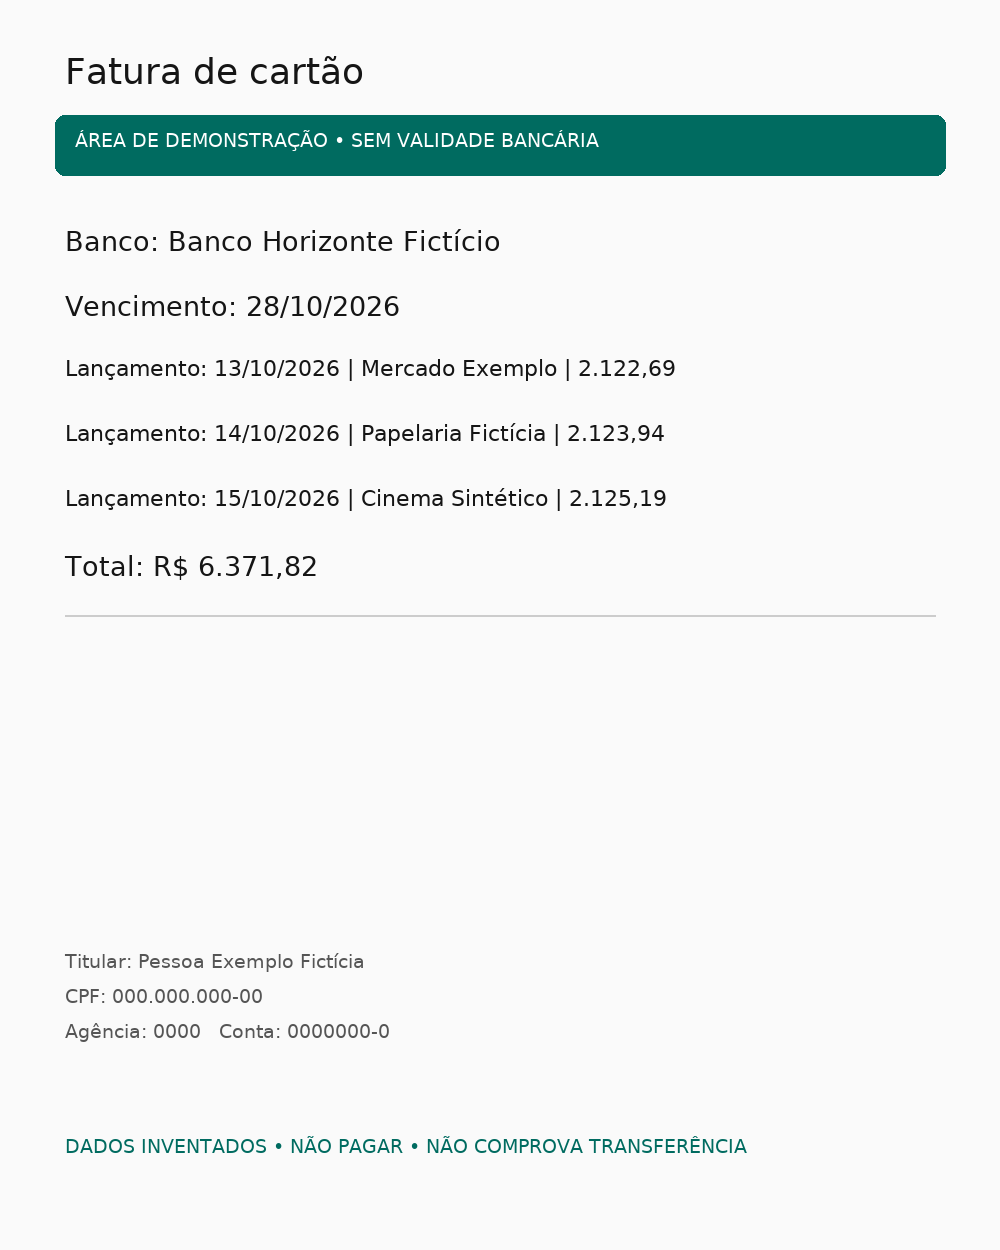 Fatura de cartão
ÁREA DE DEMONSTRAÇÃO • SEM VALIDADE BANCÁRIA
Banco: Banco Horizonte Fictício
Vencimento: 28/10/2026
Lançamento: 13/10/2026 | Mercado Exemplo | 2.122,69
Lançamento: 14/10/2026 | Papelaria Fictícia | 2.123,94
Lançamento: 15/10/2026 | Cinema Sintético | 2.125,19
Total: R$ 6.371,82
Titular: Pessoa Exemplo Fictícia
CPF: 000.000.000-00
Agência: 0000   Conta: 0000000-0
DADOS INVENTADOS • NÃO PAGAR • NÃO COMPROVA TRANSFERÊNCIA